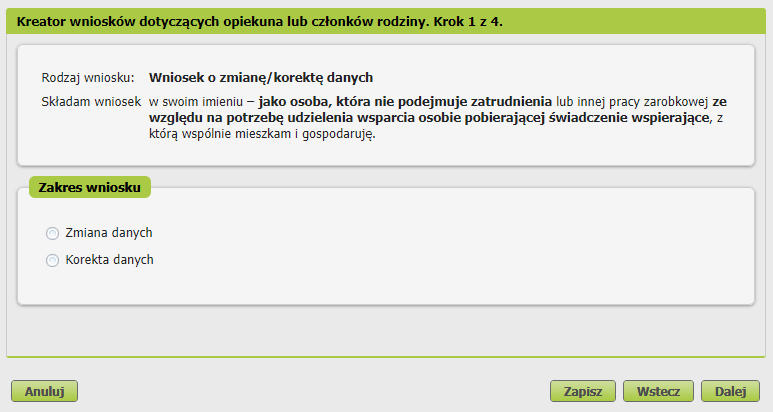 Kreator wniosków dotyczących opiekuna lub członków rodziny. Krok 1 z 4.
Rodzaj wniosku: Wniosek o zmianę/korektę danych
Składam wniosek w swoim imieniu – jako osoba, która nie podejmuje zatrudnienia lub innej pracy zarobkowej ze
względu na potrzebę udzielenia wsparcia osobie pobierającej świadczenie wspierające, z
którą wspólnie mieszkam i gospodaruję.
Zakres wniosku
Zmiana danych
Korekta danych
Anuluj Zapisz Wstecz Dalej